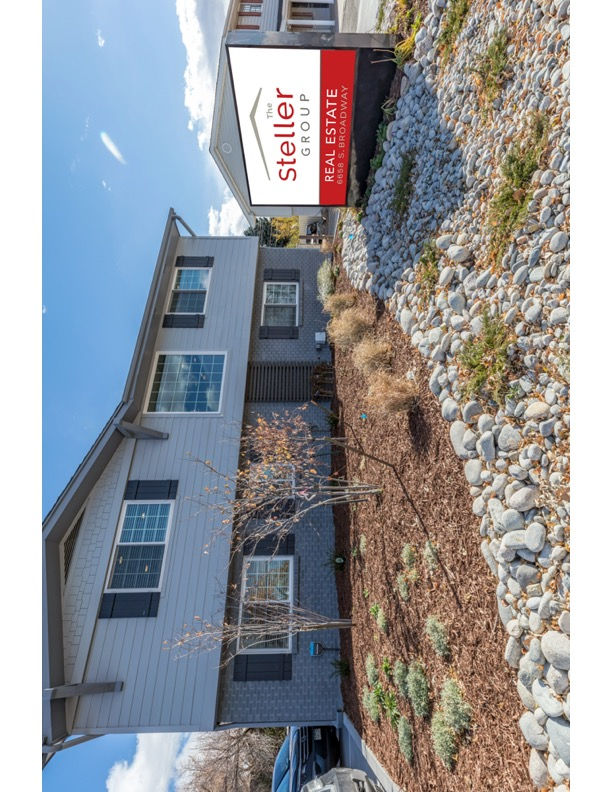 The
Steller
GROUP
REAL ESTATE
6658 S. BROADWAY